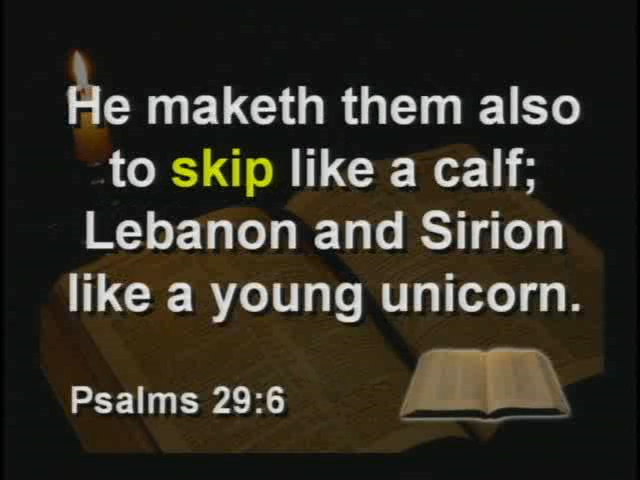 He maketh them also
to skip like a calf;
Lebanon and Sirion
like a young unicorn.
Psalms 29:6